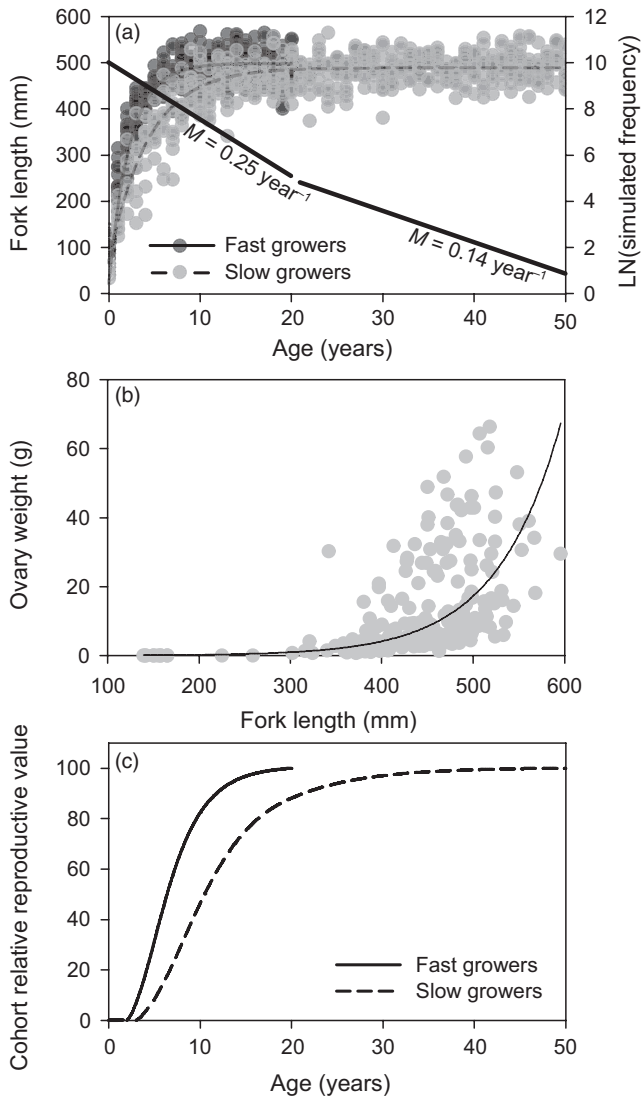 600
12
(a)
500
10
400
8
300
6
200
4
100
2
0
0
Fork length (mm)
LN(simulated frequency)
M = 0.25 year⁻¹
M = 0.14 year⁻¹
Fast growers
Slow growers
0 10 20 30 40 50
Age (years)
80
(b)
60
40
20
0
Ovary weight (g)
100 200 300 400 500 600
Fork length (mm)
(c)
100
80
60
40
20
0
Cohort relative reproductive value
Fast growers
Slow growers
0 10 20 30 40 50
Age (years)